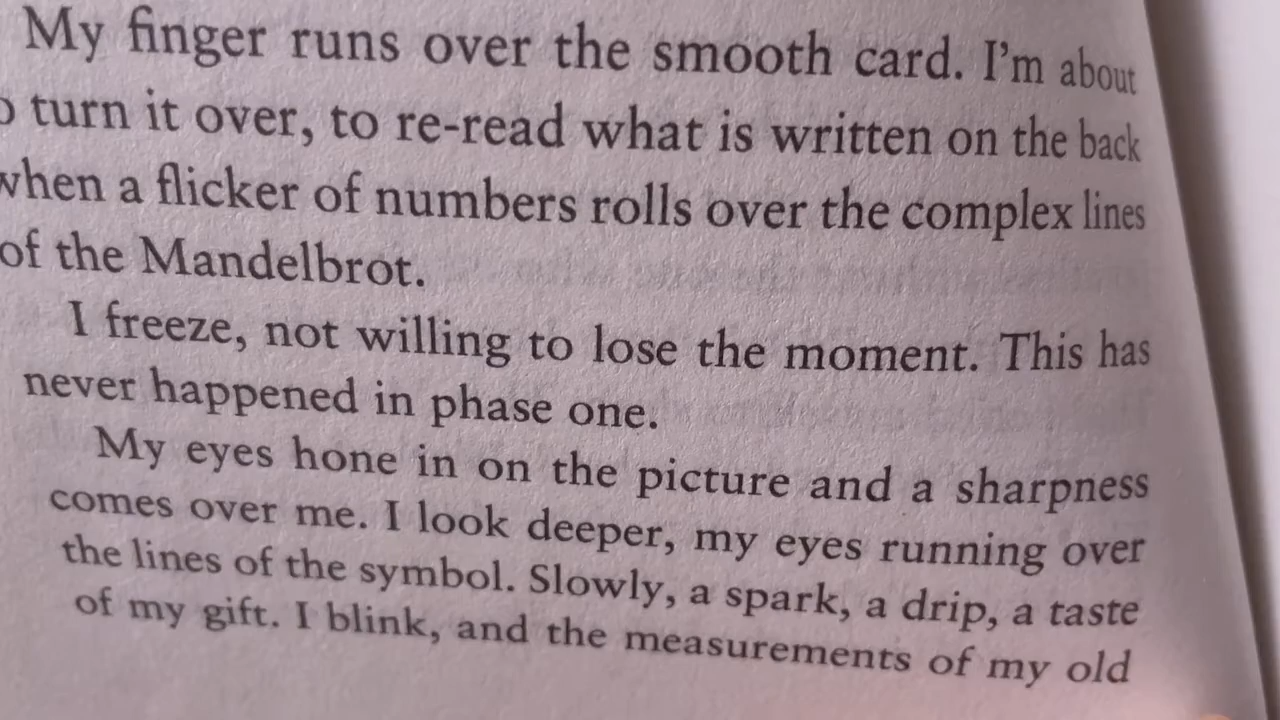 My finger runs over the smooth card. I'm about
turn it over, to re-read what is written on the back
when a flicker of numbers rolls over the complex lines
of the Mandelbrot.
I freeze, not willing to lose the moment. This has
never happened in phase one.
My eyes hone in on the picture and a sharpness
comes over me. I look deeper, my eyes running over
the lines of the symbol. Slowly, a spark, a drip, a taste
of my gift. I blink, and the measurements of my old